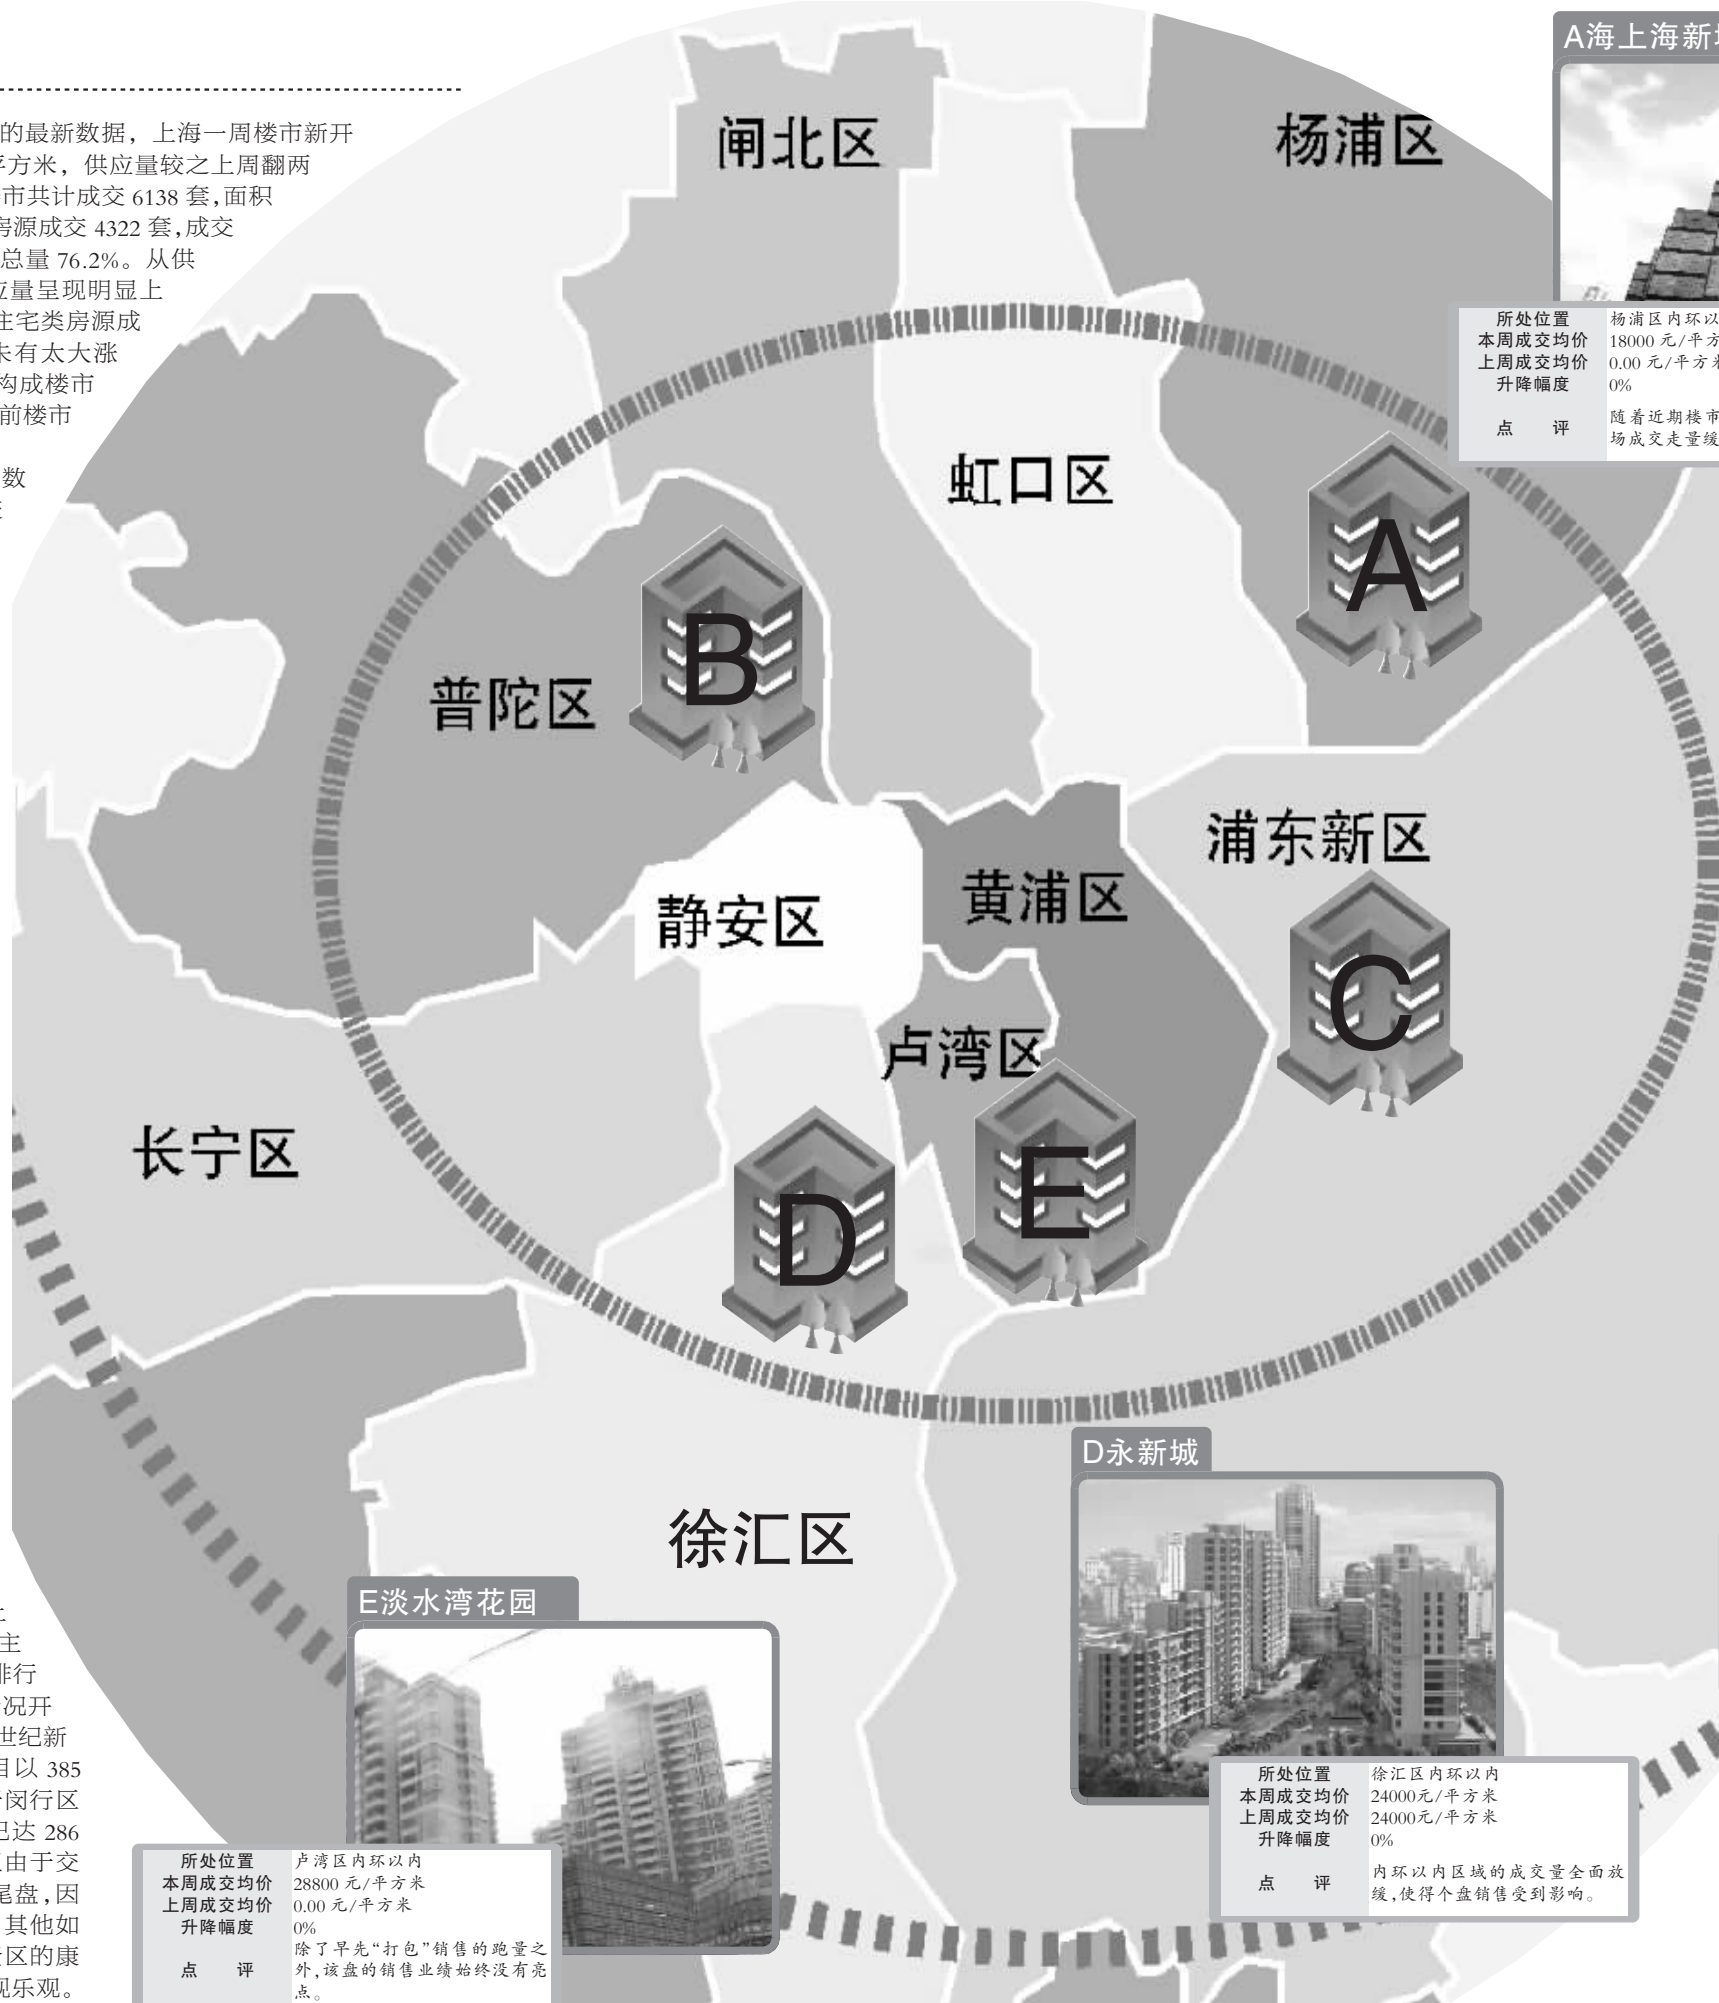 的最新数据，上海一周楼市新开
平方米，供应量较之上周翻两
市共计成交 6138 套，面积
房源成交 4322 套，成交
总量 76.2%。从供
应量呈现明显上
住宅类房源成
未有太大涨
构成楼市
前楼市
数
闸北区
杨浦区
A海上海新
所处位置 杨浦区内环以
本周成交均价 18000 元/平方
上周成交均价 0.00 元/平方米
升降幅度 0%
点 评 随着近期楼市
场成交走量缓
虹口区
A
B
普陀区
浦东新区
黄浦区
静安区
C
卢湾区
长宁区
D
E
徐汇区
D永新城
所处位置 徐汇区内环以内
本周成交均价 24000元/平方米
上周成交均价 24000元/平方米
升降幅度 0%
点 评 内环以内区域的成交量全面放
缓，使得个盘销售受到影响。
E淡水湾花园
所处位置 卢湾区内环以内
本周成交均价 28800 元/平方米
上周成交均价 0.00 元/平方米
升降幅度 0%
点 评 除了早先“打包”销售的跑量之
外，该盘的销售业绩始终没有亮
点。
主
排行
况开
世纪新
目以 385
闵行区
已达 286
由于交
尾盘，因
其他如
区的康
现乐观。